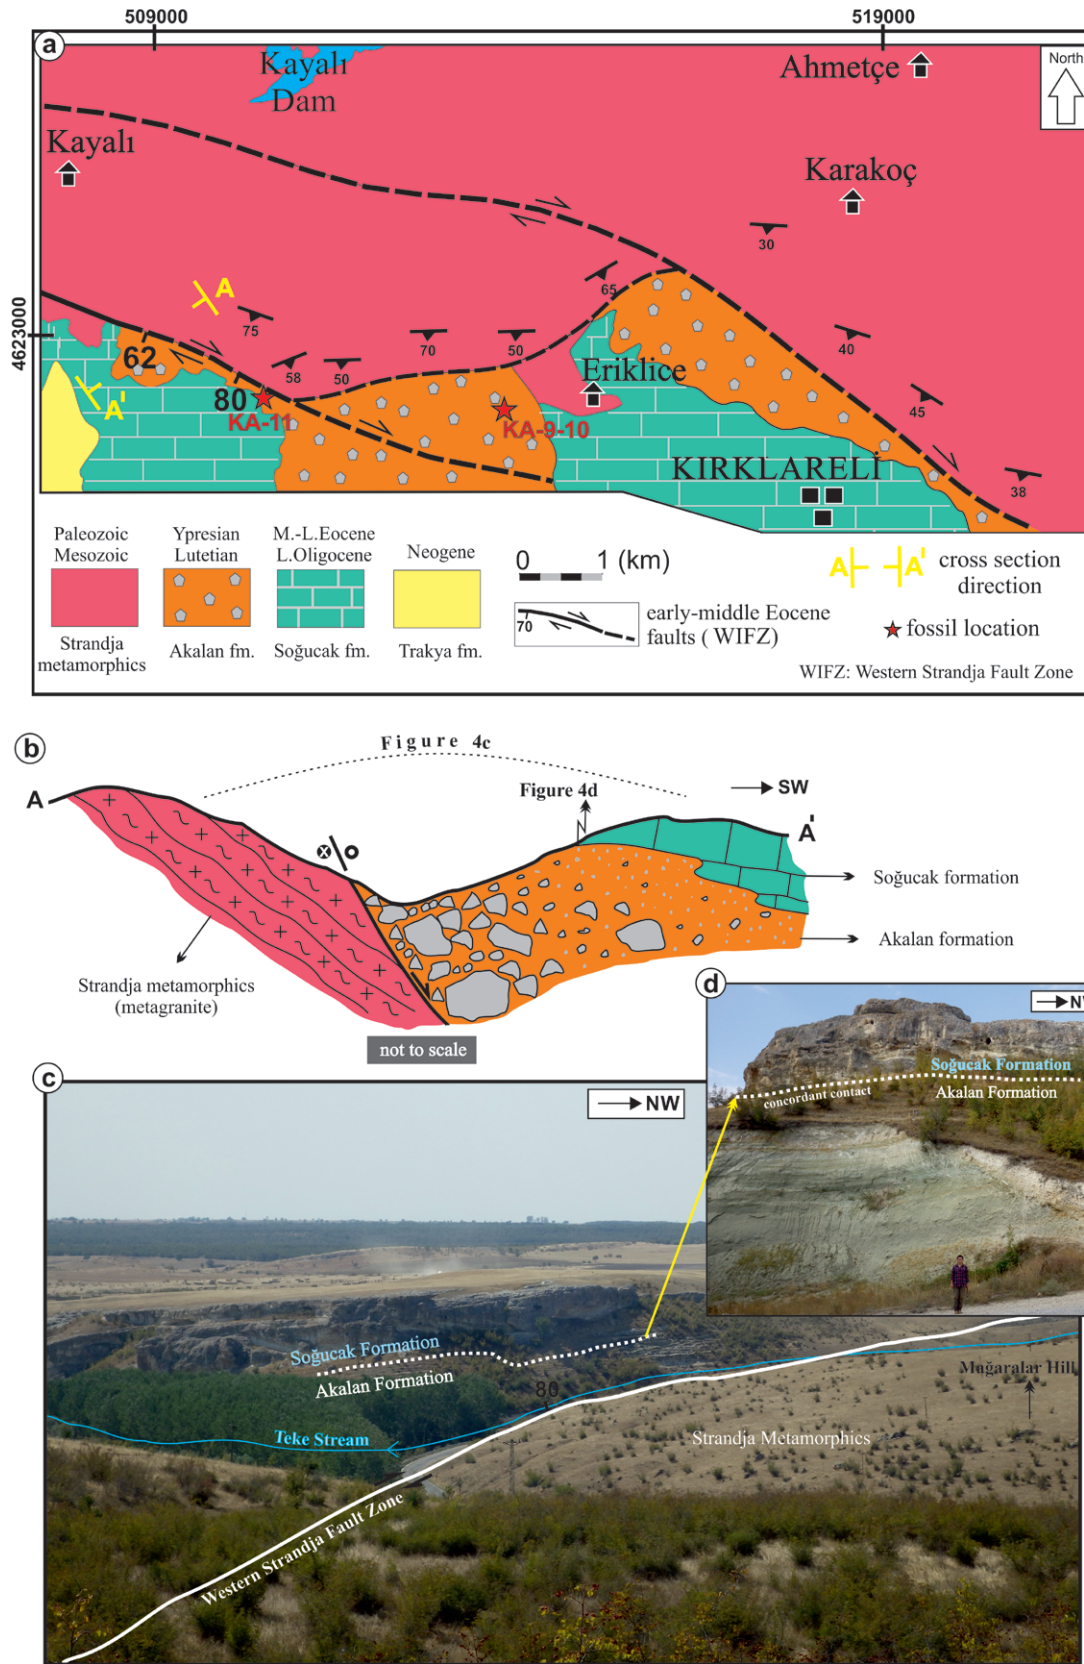 509000
519000
a
Kayalı
Dam
Ahmetçe
North
Kayalı
Karakoç
30
A
65
4623000
75
62
70
50
40
58
50
Eriklice
A'
80
KA-11
KA-9-10
45
KIRKLARELİ
38
Paleozoic
Mesozoic
Ypresian
Lutetian
M.-L.Eocene
L.Oligocene
Neogene
0 1 (km)
A A' cross section
direction
70
early-middle Eocene
faults ( WIFZ)
fossil location
Strandja
metamorphics
Akalan fm.
Soğucak fm.
Trakya fm.
WIFZ: Western Strandja Fault Zone
b
Figure 4c
A
Figure 4d
SW
A'
Soğucak formation
Akalan formation
Strandja metamorphics
(metagranite)
not to scale
d
NW
Soğucak Formation
concordant contact
Akalan Formation
c
NW
Soğucak Formation
Akalan Formation
80
Muğaralar Hill
Teke Stream
Strandja Metamorphics
Western Strandja Fault Zone